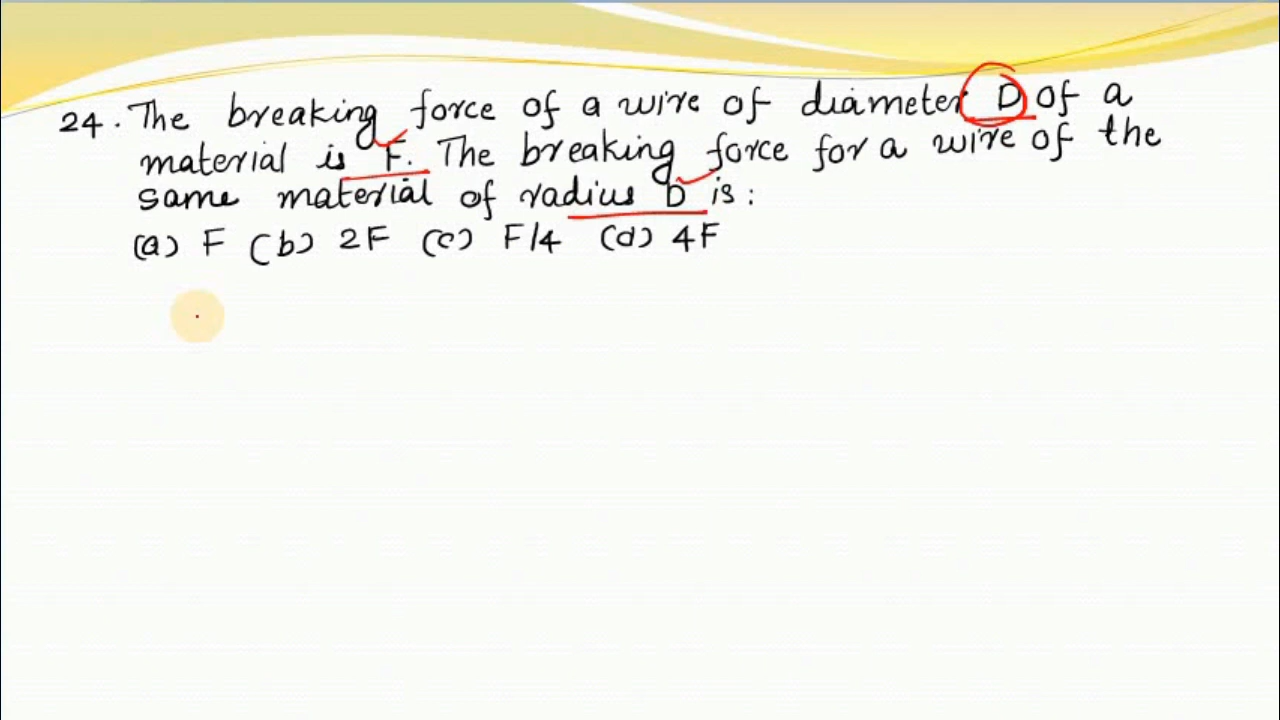 24. The breaking force of a wire of diameter D of a
material is F. The breaking force for a wire of the
same material of radius D is:
(a) F (b) 2F (c) F/4 (d) 4F